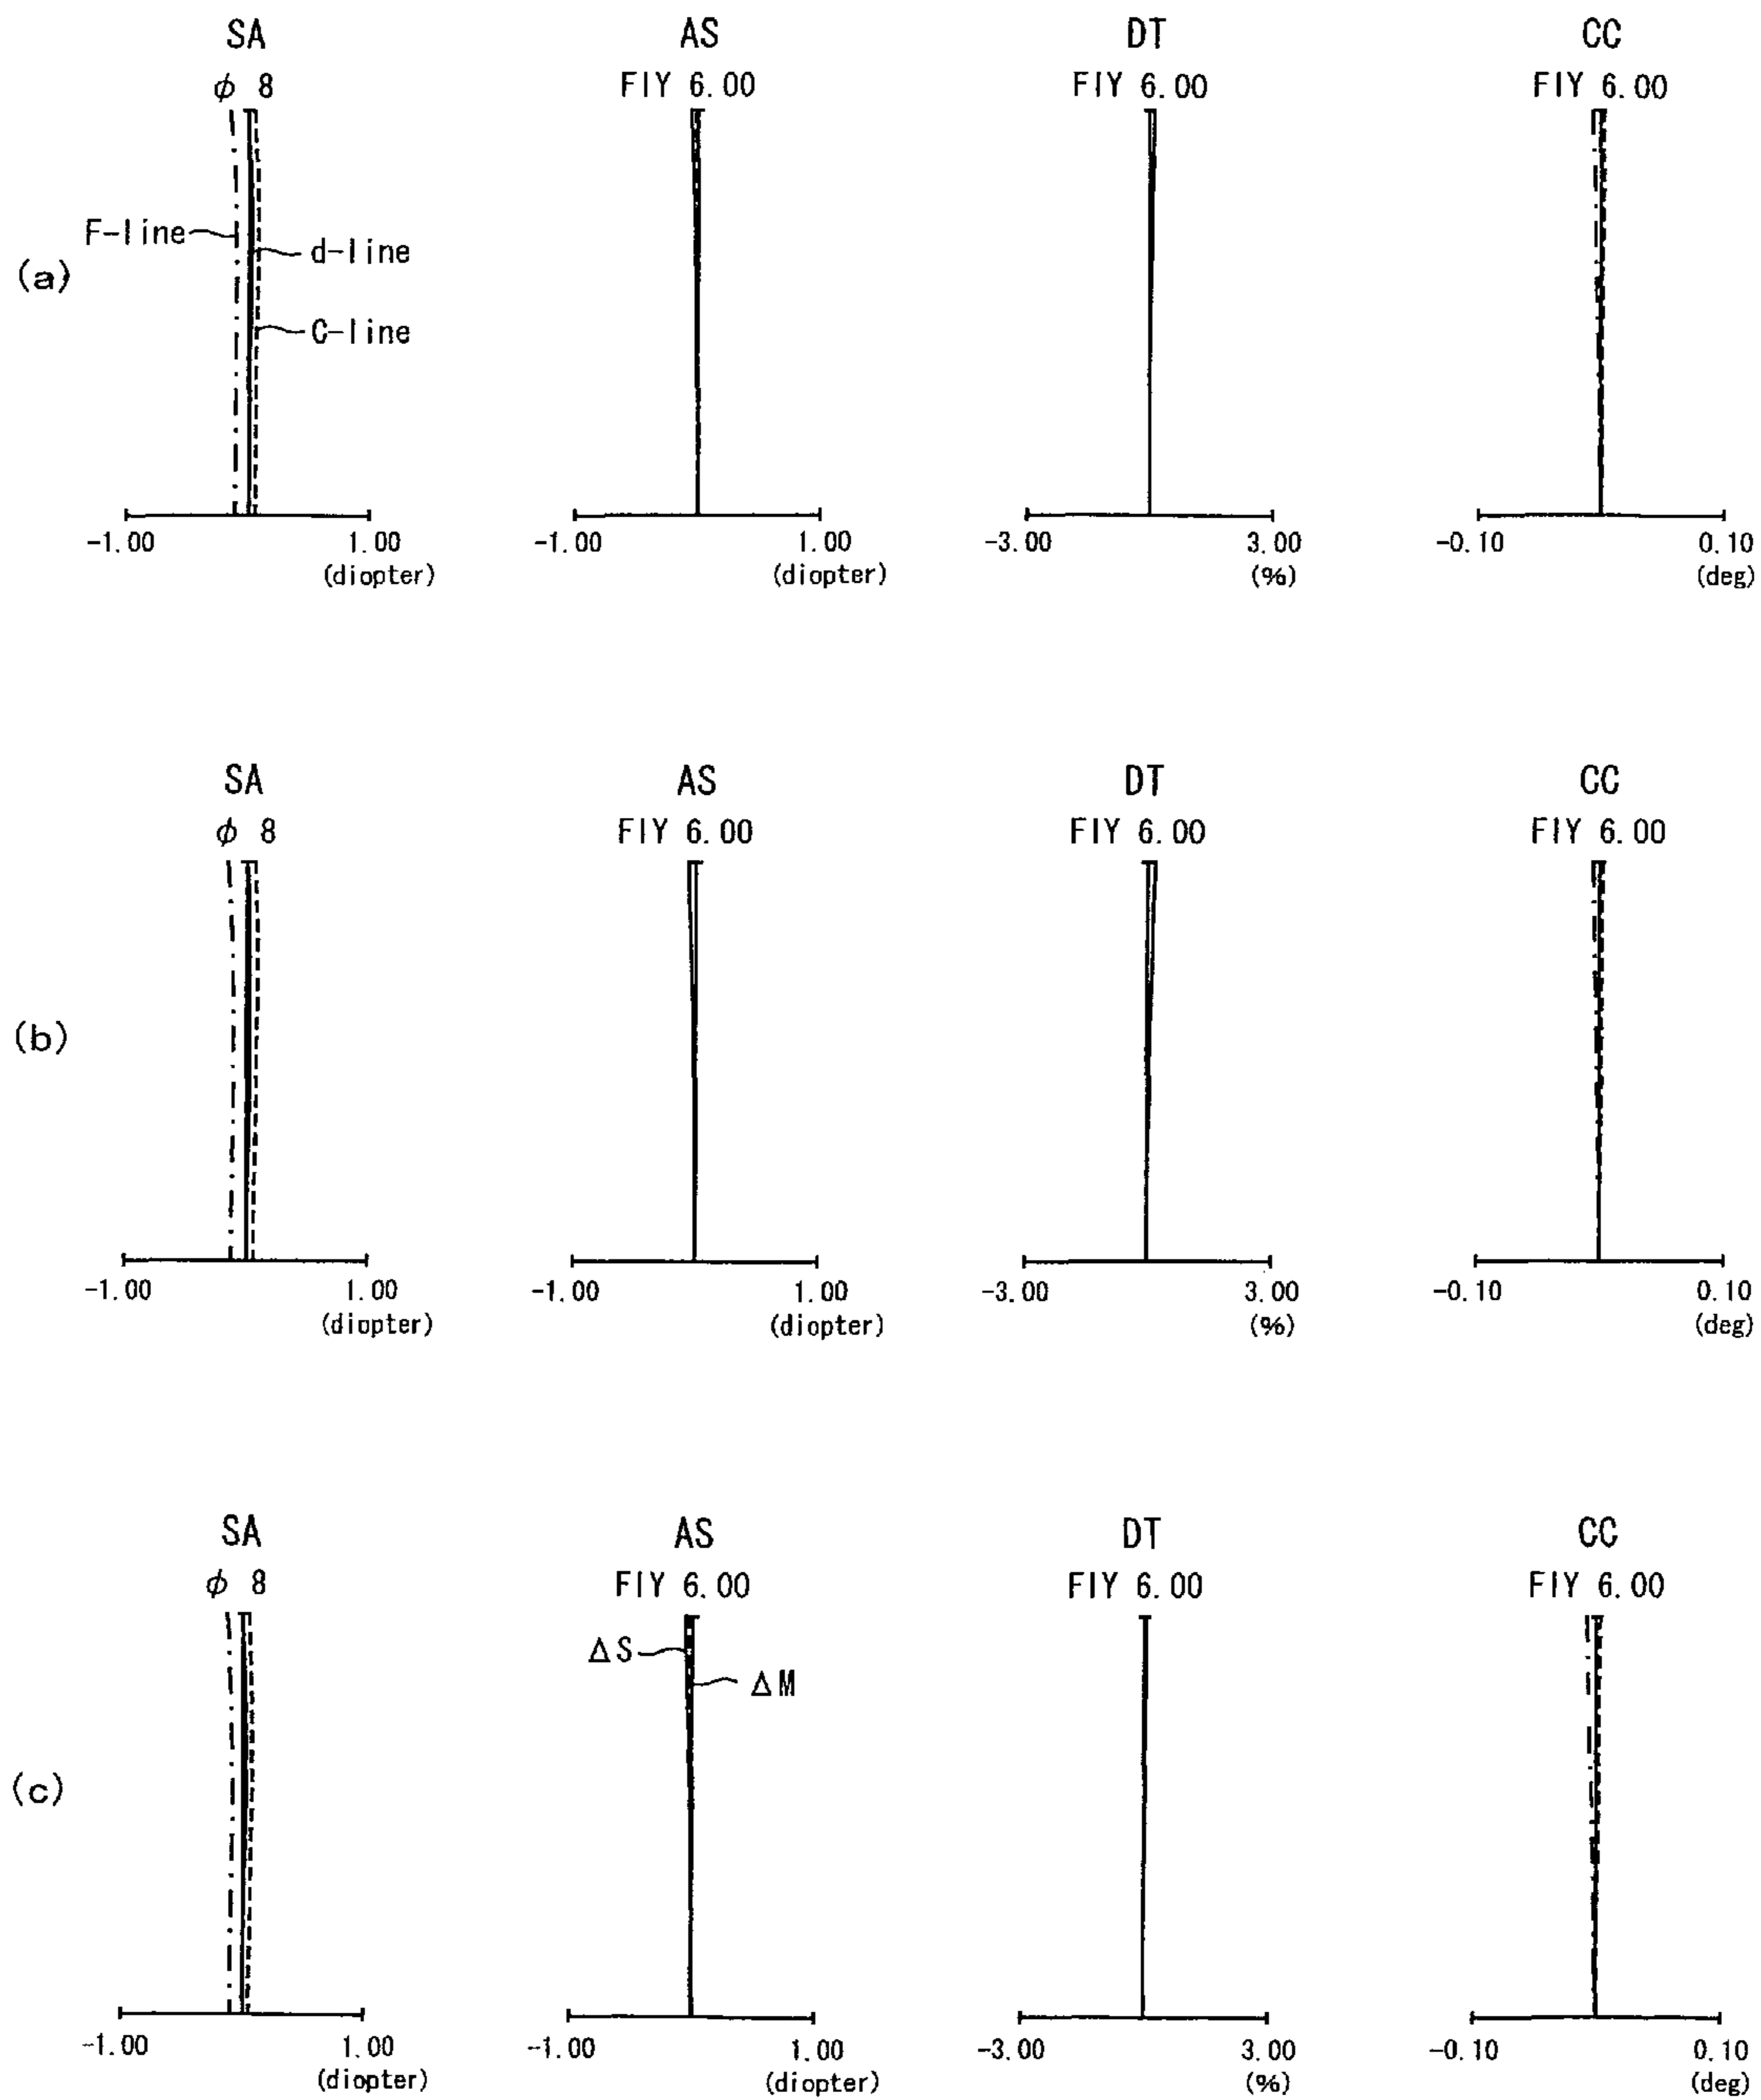 SA AS DT CC
φ 8 FIY 6.00 FIY 6.00 FIY 6.00
F-line
d-line
(a)
C-line
-1.00 1.00 -1.00 1.00 -3.00 3.00 -0.10 0.10
(diopter) (diopter) (%) (deg)
SA AS DT CC
φ 8 FIY 6.00 FIY 6.00 FIY 6.00
(b)
-1.00 1.00 -1.00 1.00 -3.00 3.00 -0.10 0.10
(diopter) (diopter) (%) (deg)
SA AS DT CC
φ 8 FIY 6.00 FIY 6.00 FIY 6.00
ΔS
ΔM
(c)
-1.00 1.00 -1.00 1.00 -3.00 3.00 -0.10 0.10
(diopter) (diopter) (%) (deg)